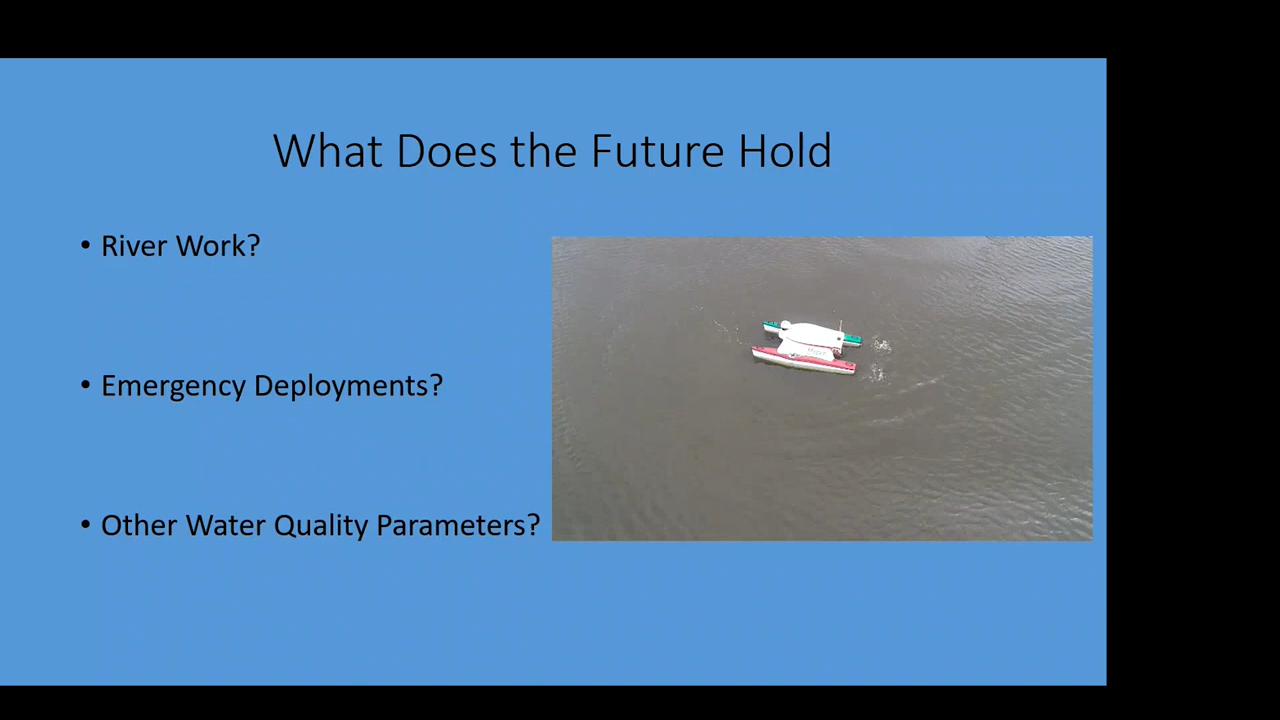 What Does the Future Hold
• River Work?
• Emergency Deployments?
• Other Water Quality Parameters?